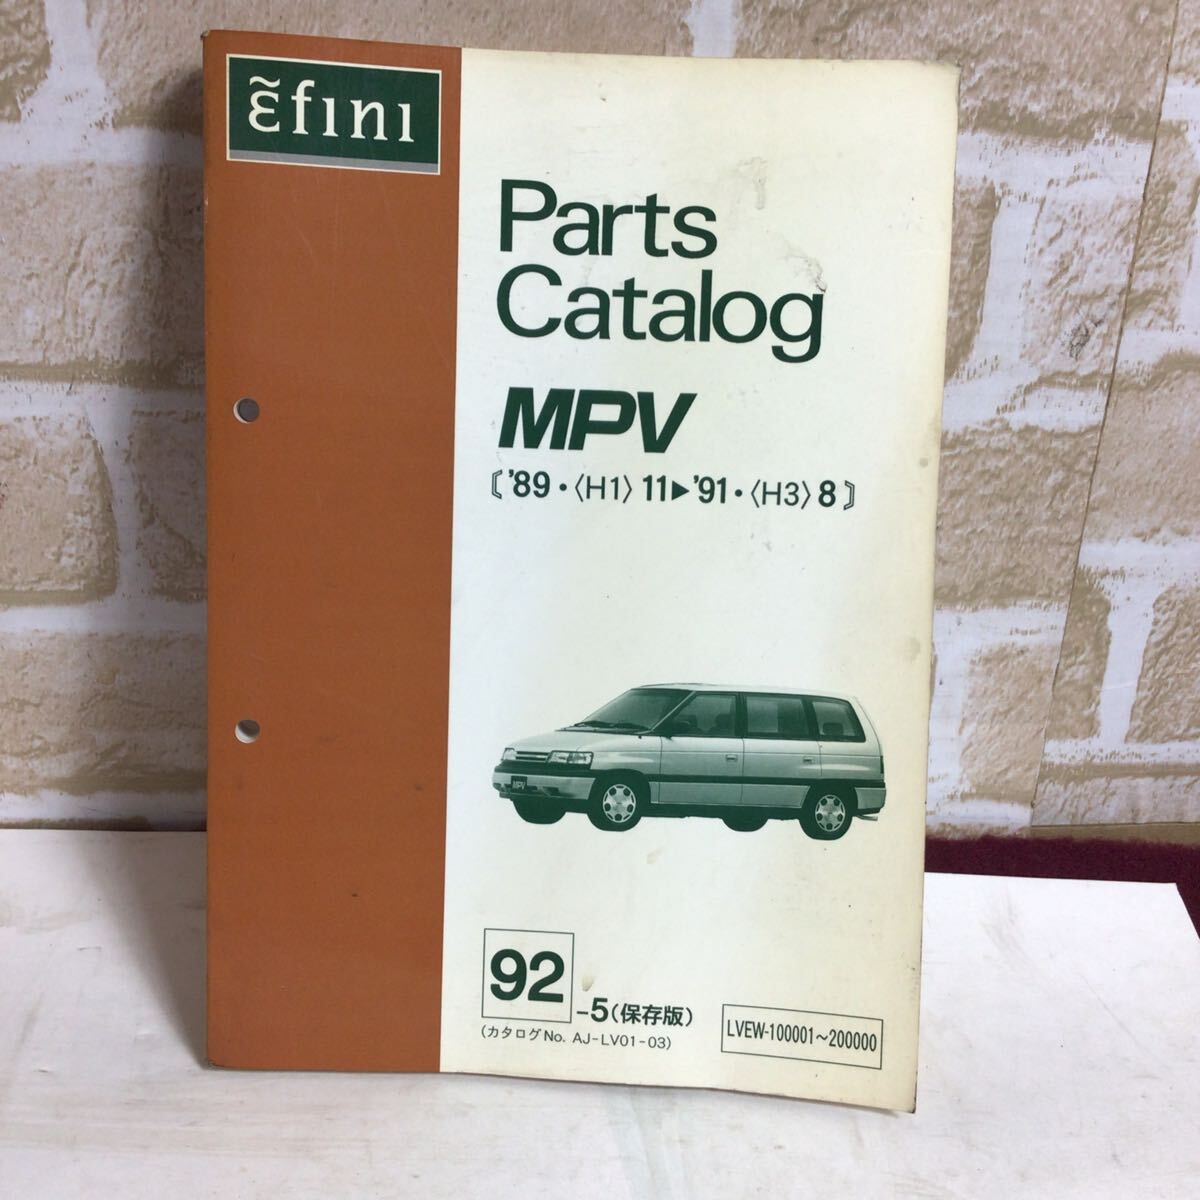 ɛ̃fini
Parts
Catalog
MPV
〔'89・〈H1〉11▶'91・〈H3〉8〕
MPV
92
-5(保存版)
(カタログNo. AJ-LV01-03)
LVEW-100001～200000